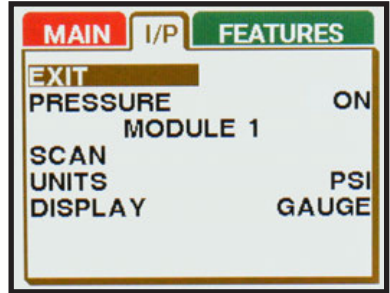 MAIN I/P FEATURES
EXIT
PRESSURE ON
MODULE 1
SCAN
UNITS PSI
DISPLAY GAUGE